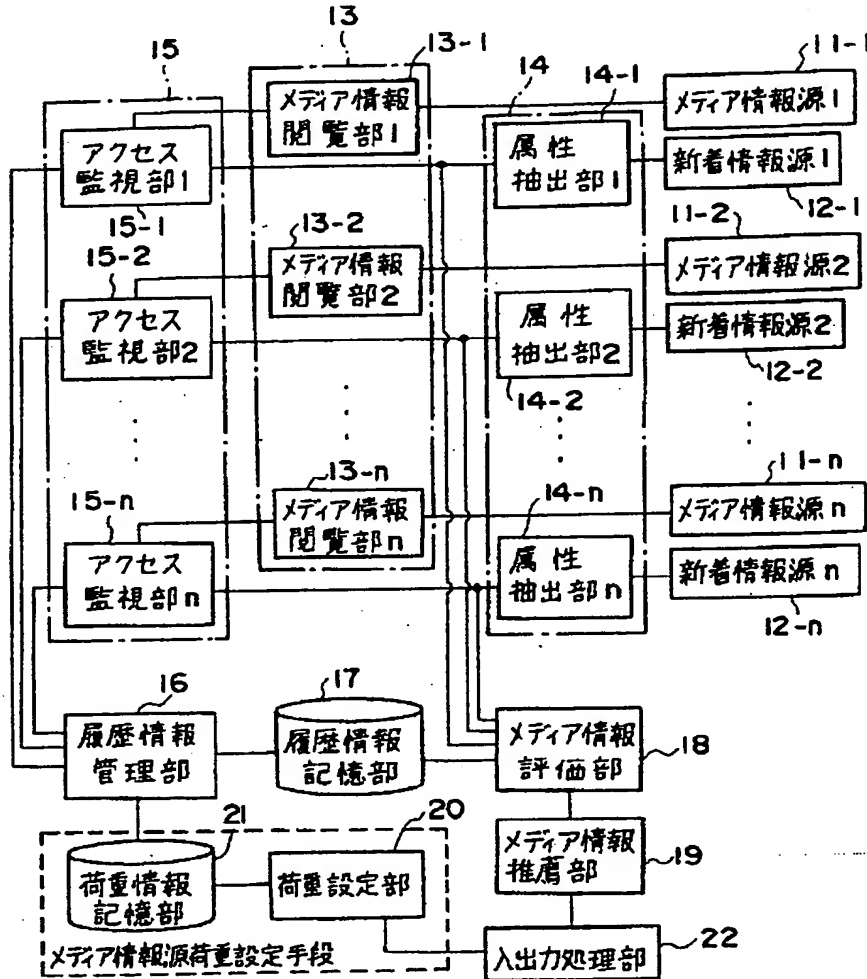 15
13
13-1
11-1
メディア情報
閲覧部1
14
14-1
メディア情報源1
アクセス
監視部1
属性
抽出部1
新着情報源1
15-1
12-1
15-2
13-2
11-2
メディア情報
閲覧部2
メディア情報源2
アクセス
監視部2
属性
抽出部2
新着情報源2
14-2
12-2
15-n
13-n
14-n
11-n
メディア情報
閲覧部n
メディア情報源n
アクセス
監視部n
属性
抽出部n
新着情報源n
12-n
16
17
履歴情報
管理部
履歴情報
記憶部
メディア情報
評価部
18
21
20
荷重情報
記憶部
荷重設定部
メディア情報
推薦部
19
メディア情報源荷重設定手段
入出力処理部
22